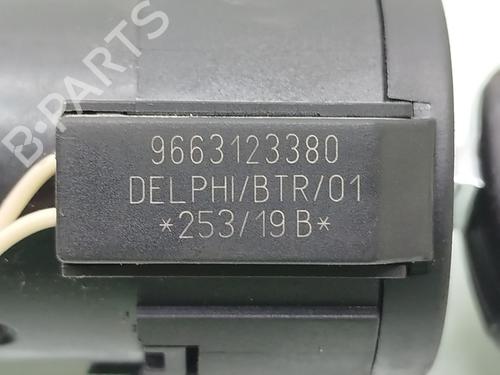 B-PARTS
9663123380
DELPHI/BTR/01
*253/19 B*